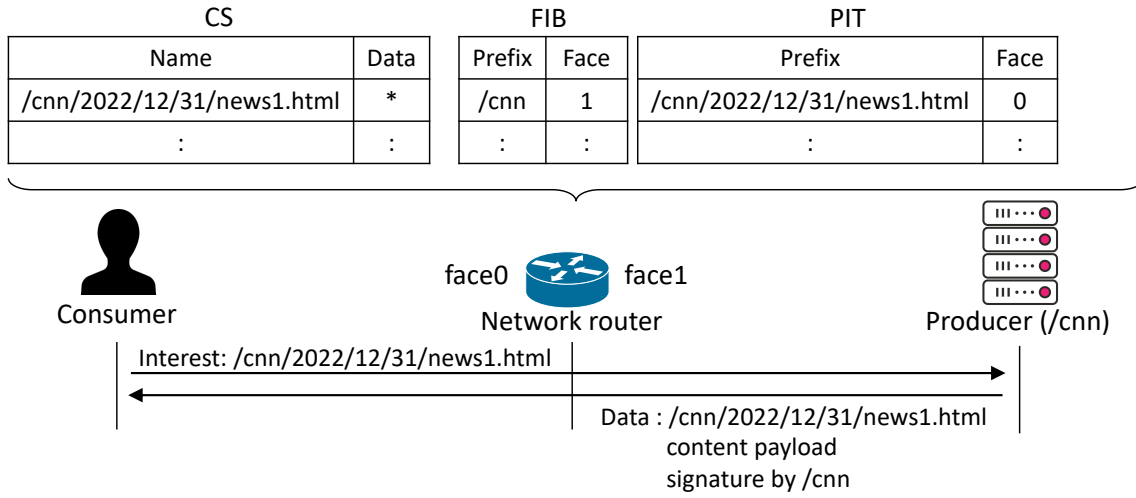 CS FIB PIT
Name Data Prefix Face Prefix Face
/cnn/2022/12/31/news1.html * /cnn 1 /cnn/2022/12/31/news1.html 0
: : : : : :
face0 face1
Consumer Network router Producer (/cnn)
Interest: /cnn/2022/12/31/news1.html
Data : /cnn/2022/12/31/news1.html
content payload
signature by /cnn